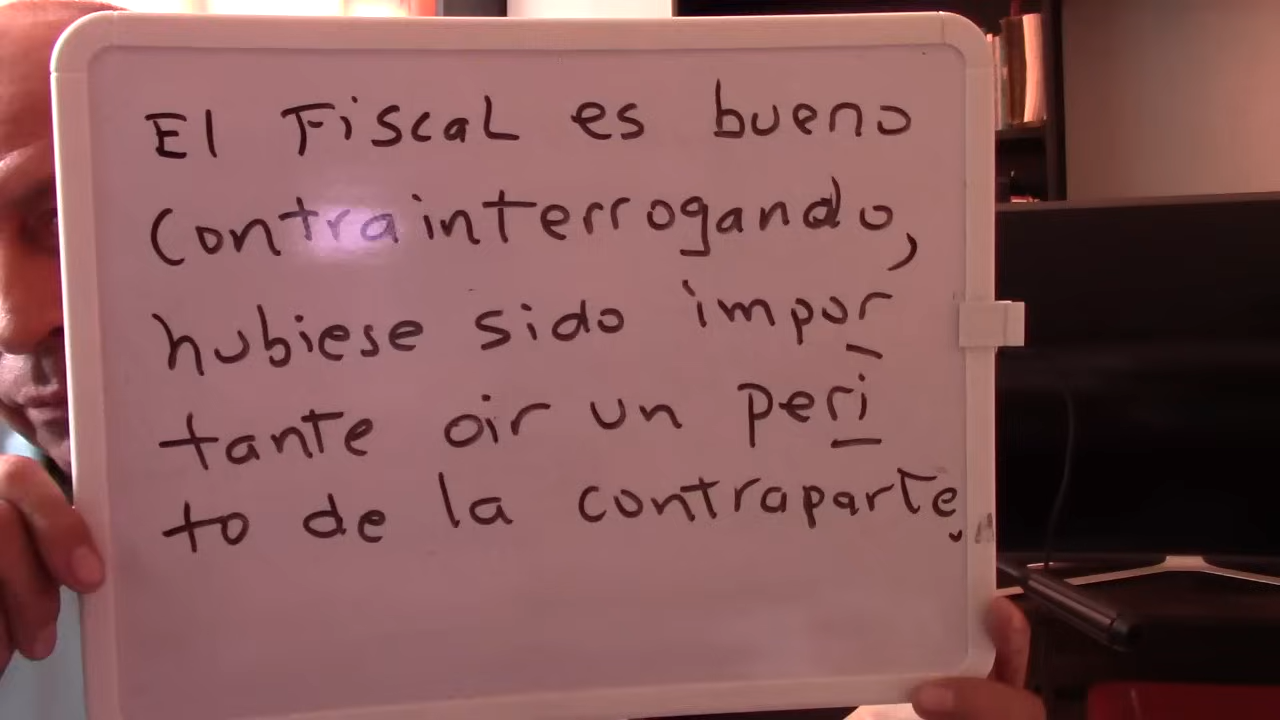 El Fiscal es bueno
contrainterrogando,
hubiese sido impor
tante oir un peri
to de la contraparte.